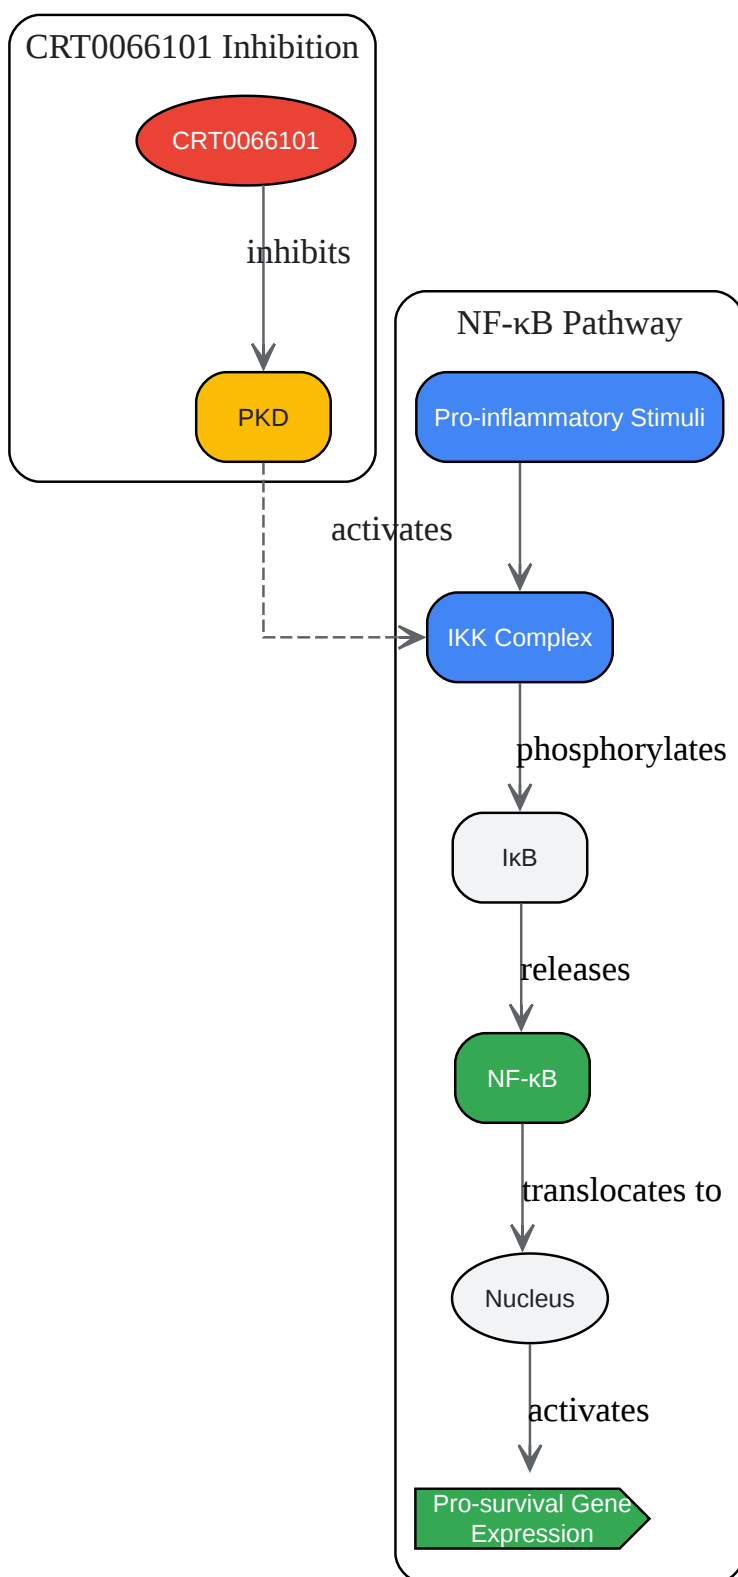 CRT0066101 Inhibition
CRT0066101
inhibits
PKD
NF-κB Pathway
Pro-inflammatory Stimuli
activates
IKK Complex
phosphorylates
IκB
releases
NF-κB
translocates to
Nucleus
activates
Pro-survival Gene
Expression